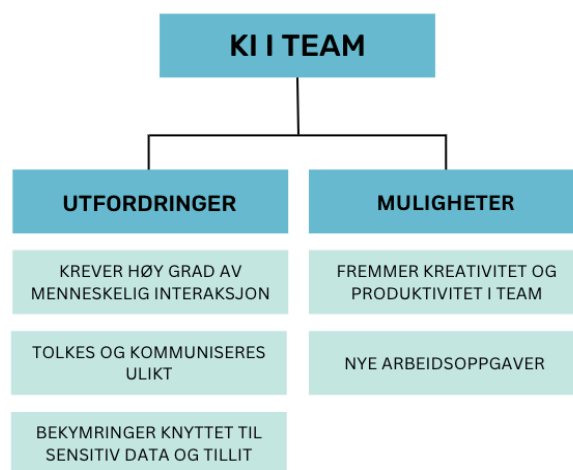 KI I TEAM
UTFORDRINGER
KREVER HØY GRAD AV
MENNESKELIG INTERAKSJON
TOLKES OG KOMMUNISERES
ULIKT
BEKYMRINGER KNYTTET TIL
SENSITIV DATA OG TILLIT
MULIGHETER
FREMMER KREATIVITET OG
PRODUKTIVITET I TEAM
NYE ARBEIDSOPPGAVER